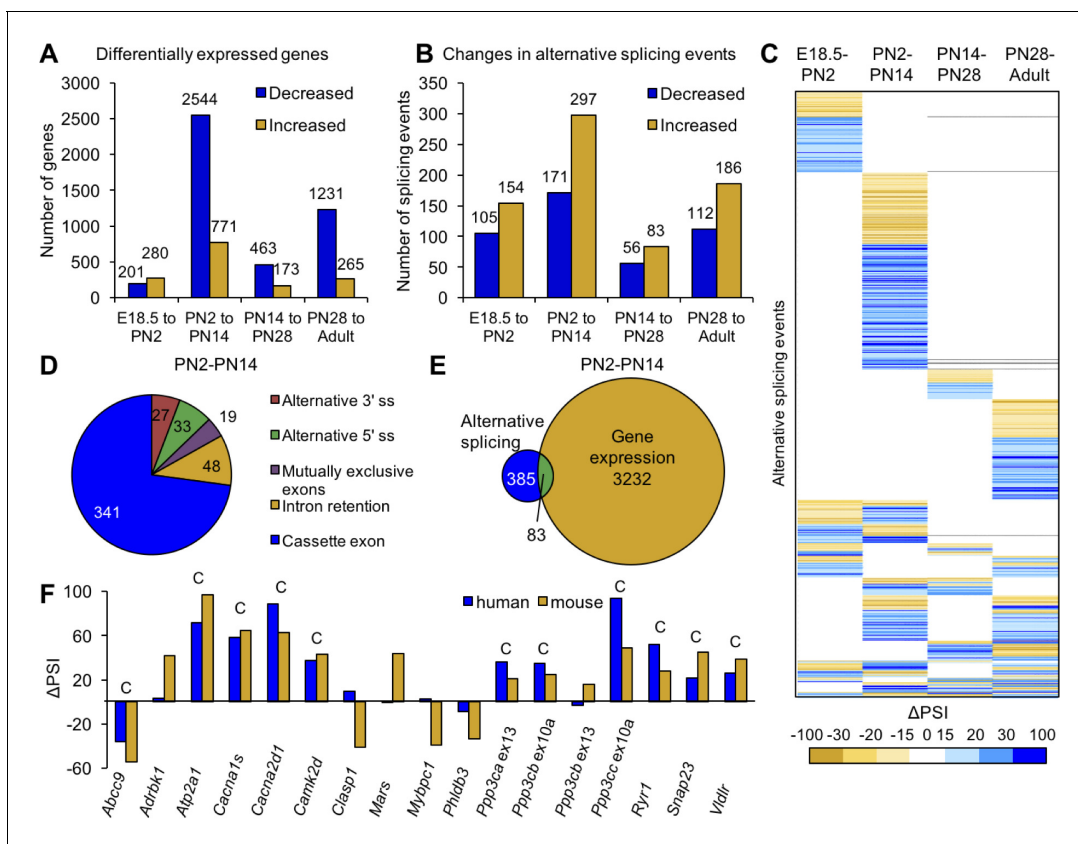 A Differentially expressed genes
3000
2500
2000
1500
1000
500
0
Number of genes
2544
1231
771
463
280
265
201
173
Decreased
Increased
E18.5 to
PN2
PN2 to
PN14
PN14 to
PN28
PN28 to
Adult
B Changes in alternative splicing events
350
300
250
200
150
100
50
0
Number of splicing events
297
186
171
154
112
105
83
56
Decreased
Increased
E18.5 to
PN2
PN2 to
PN14
PN14 to
PN28
PN28 to
Adult
C
E18.5-
PN2
PN2-
PN14
PN14-
PN28
PN28-
Adult
Alternative splicing events
ΔPSI
-100 -30 -20 -15 0 15 20 30 100
D PN2-PN14
27
33
19
48
341
Alternative 3' ss
Alternative 5' ss
Mutually exclusive
exons
Intron retention
Cassette exon
E PN2-PN14
Alternative
splicing
385
Gene
expression
3232
83
F
100
60
20
-20
-60
ΔPSI
human
mouse
C C C C C C C C C C C
Abcc9
Adrbk1
Atp2a1
Cacna1s
Cacna2d1
Camk2d
Clasp1
Mars
Mybpc1
Phldb3
Ppp3ca ex13
Ppp3cb ex10a
Ppp3cb ex13
Ppp3cc ex10a
Ryr1
Snap23
Vldlr